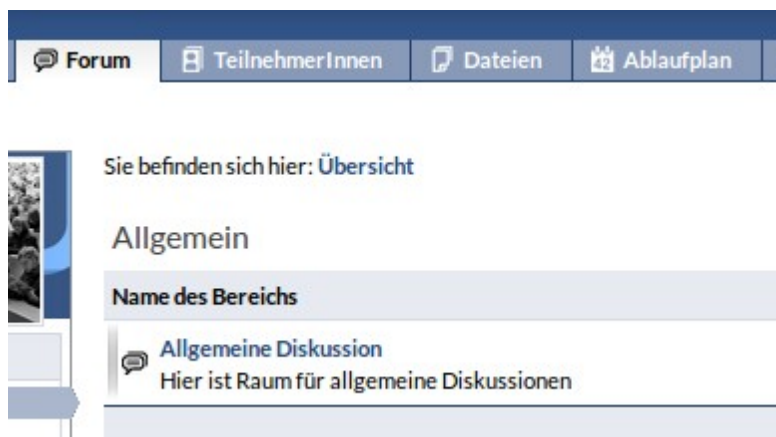 Forum TeilnehmerInnen Dateien 42 Ablaufplan
Sie befinden sich hier: Übersicht
Allgemein
Name des Bereichs
Allgemeine Diskussion
Hier ist Raum für allgemeine Diskussionen